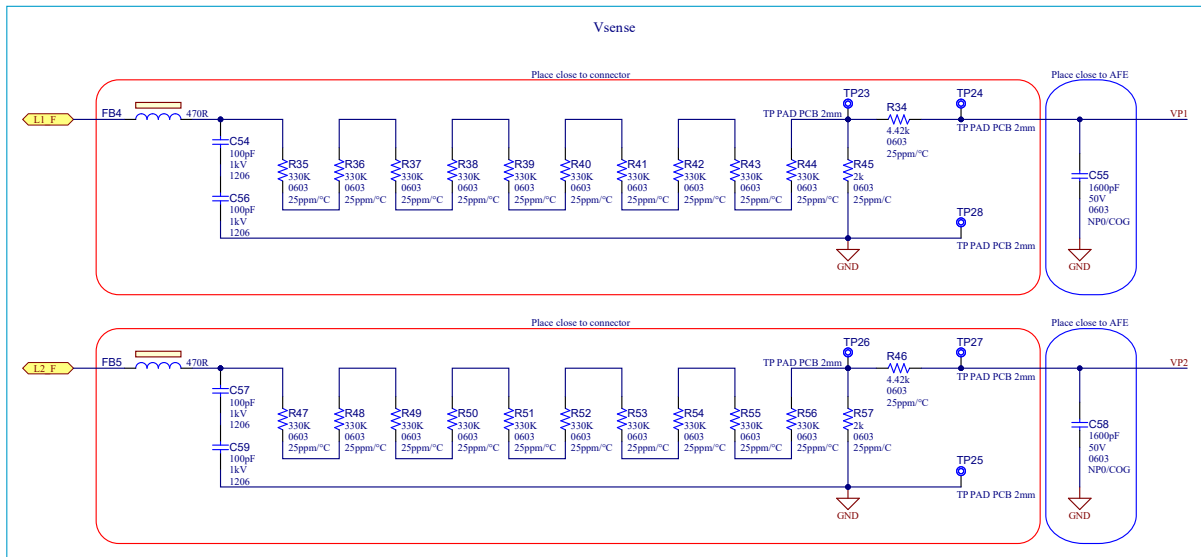 Vsense
Place close to connector
Place close to AFE
L1_F
FB4
470R
C54
100pF
1kV
1206
C56
100pF
1kV
1206
R35
330K
0603
25ppm/°C
R36
330K
0603
25ppm/°C
R37
330K
0603
25ppm/°C
R38
330K
0603
25ppm/°C
R39
330K
0603
25ppm/°C
R40
330K
0603
25ppm/°C
R41
330K
0603
25ppm/°C
R42
330K
0603
25ppm/°C
R43
330K
0603
25ppm/°C
R44
330K
0603
25ppm/°C
TP23
TP PAD PCB 2mm
R45
2k
0603
25ppm/C
R34
4.42k
0603
25ppm/°C
TP24
TP PAD PCB 2mm
TP28
TP PAD PCB 2mm
GND
C55
1600pF
50V
0603
NP0/COG
GND
VP1
Place close to connector
Place close to AFE
L2_F
FB5
470R
C57
100pF
1kV
1206
C59
100pF
1kV
1206
R47
330K
0603
25ppm/°C
R48
330K
0603
25ppm/°C
R49
330K
0603
25ppm/°C
R50
330K
0603
25ppm/°C
R51
330K
0603
25ppm/°C
R52
330K
0603
25ppm/°C
R53
330K
0603
25ppm/°C
R54
330K
0603
25ppm/°C
R55
330K
0603
25ppm/°C
R56
330K
0603
25ppm/°C
TP26
TP PAD PCB 2mm
R57
2k
0603
25ppm/C
R46
4.42k
0603
25ppm/°C
TP27
TP PAD PCB 2mm
TP25
TP PAD PCB 2mm
GND
C58
1600pF
50V
0603
NP0/COG
GND
VP2